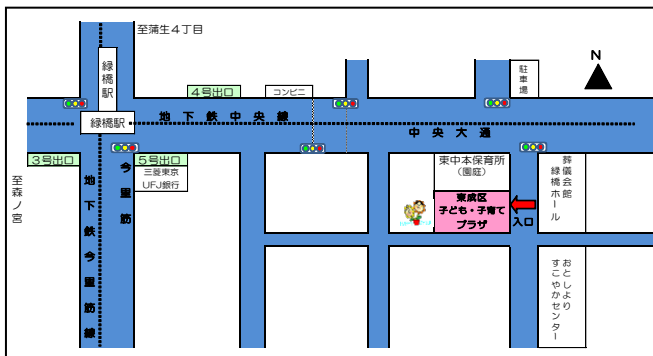 至蒲生４丁目
緑橋駅
緑橋駅
４号出口
コンビニ
駐車場
N
地下鉄中央線
中央大通
３号出口
５号出口
三菱東京
UFJ銀行
今里筋
地下鉄今里筋線
至森ノ宮
東中本保育所
（園庭）
東成区
子ども・子育て
プラザ
入口
葬儀会館
緑橋ホール
おとしより
すこやかセンター